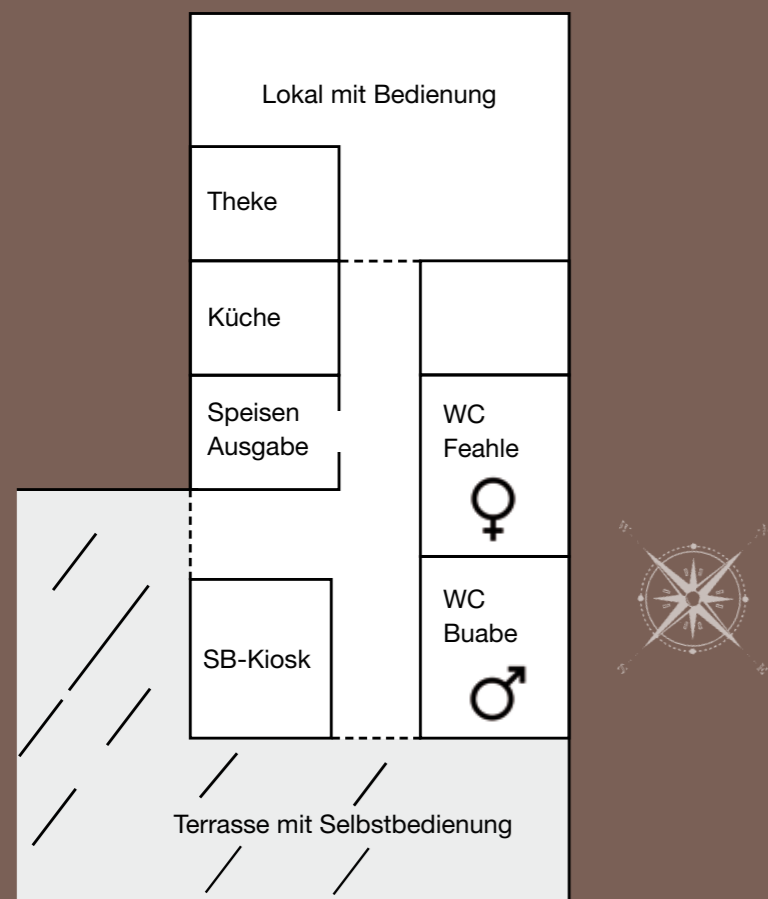 Lokal mit Bedienung
Theke
Küche
Speisen
Ausgabe
WC
Feahle
WC
Buabe
SB-Kiosk
Terrasse mit Selbstbedienung